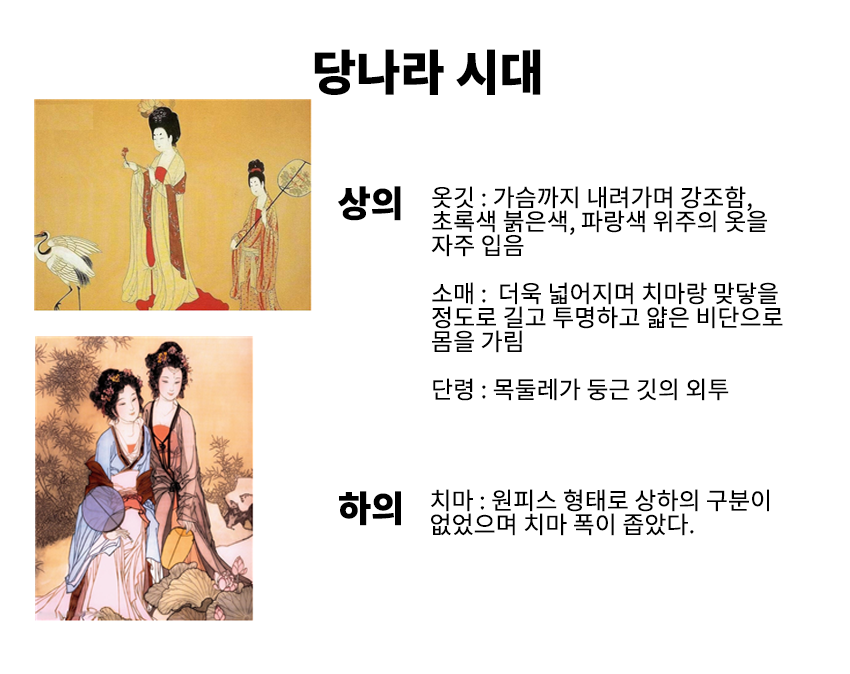 당나라 시대
상의
옷깃 : 가슴까지 내려가며 강조함,
초록색 붉은색, 파랑색 위주의 옷을
자주 입음
소매 :  더욱 넓어지며 치마랑 맞닿을
정도로 길고 투명하고 얇은 비단으로
몸을 가림
단령 : 목둘레가 둥근 깃의 외투
하의
치마 : 원피스 형태로 상하의 구분이
없었으며 치마 폭이 좁았다.